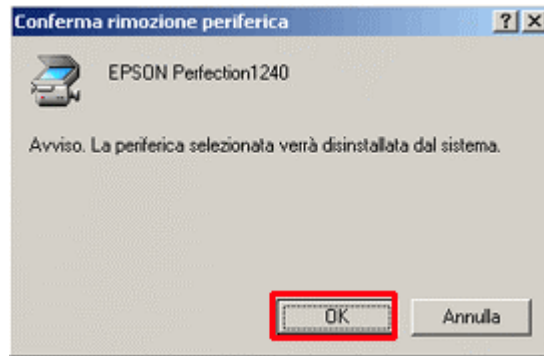 Conferma rimozione periferica
EPSON Perfection1240
Avviso. La periferica selezionata verrà disinstallata dal sistema.
OK
Annulla